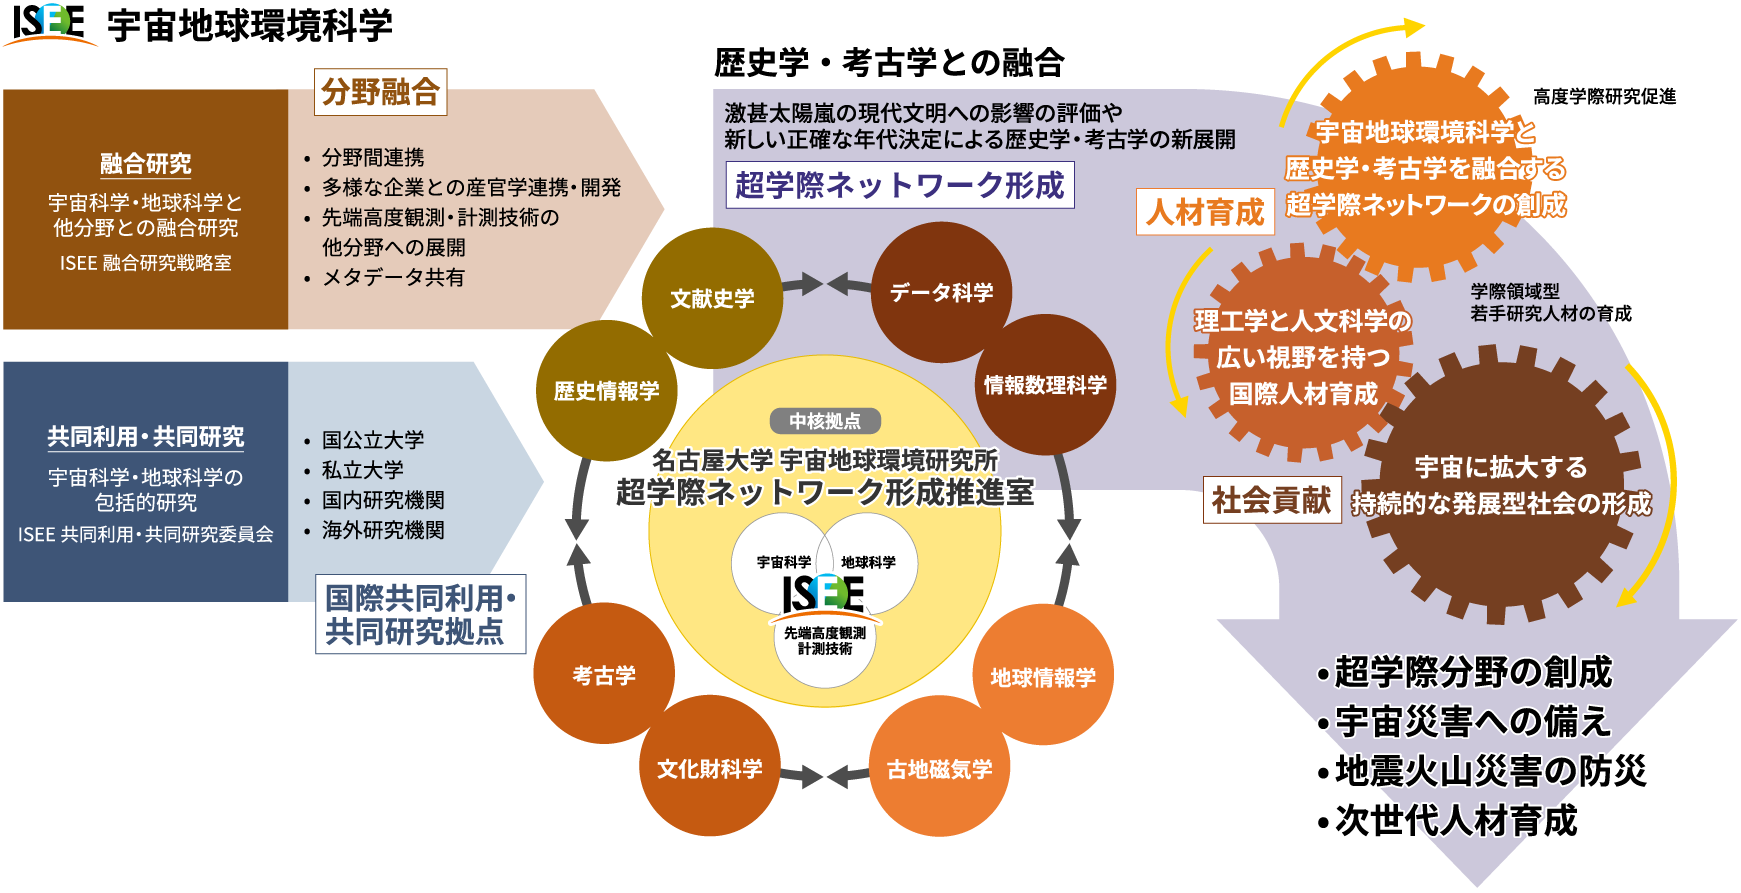 ISEE 宇宙地球環境科学
分野融合
融合研究
宇宙科学・地球科学と
他分野との融合研究
ISEE 融合研究戦略室
• 分野間連携
• 多様な企業との産官学連携・開発
• 先端高度観測・計測技術の
他分野への展開
• メタデータ共有
共同利用・共同研究
宇宙科学・地球科学の
包括的研究
ISEE 共同利用・共同研究委員会
• 国公立大学
• 私立大学
• 国内研究機関
• 海外研究機関
国際共同利用・
共同研究拠点
歴史学・考古学との融合
激甚太陽嵐の現代文明への影響の評価や
新しい正確な年代決定による歴史学・考古学の新展開
超学際ネットワーク形成
文献史学
データ科学
歴史情報学
情報数理科学
中核拠点
名古屋大学 宇宙地球環境研究所
超学際ネットワーク形成推進室
宇宙科学
地球科学
ISEE
先端高度観測
計測技術
考古学
地球情報学
文化財科学
古地磁気学
高度学際研究促進
宇宙地球環境科学と
歴史学・考古学を融合する
超学際ネットワークの創成
人材育成
学際領域型
若手研究人材の育成
理工学と人文科学の
広い視野を持つ
国際人材育成
社会貢献
宇宙に拡大する
持続的な発展型社会の形成
•超学際分野の創成
•宇宙災害への備え
•地震火山災害の防災
•次世代人材育成